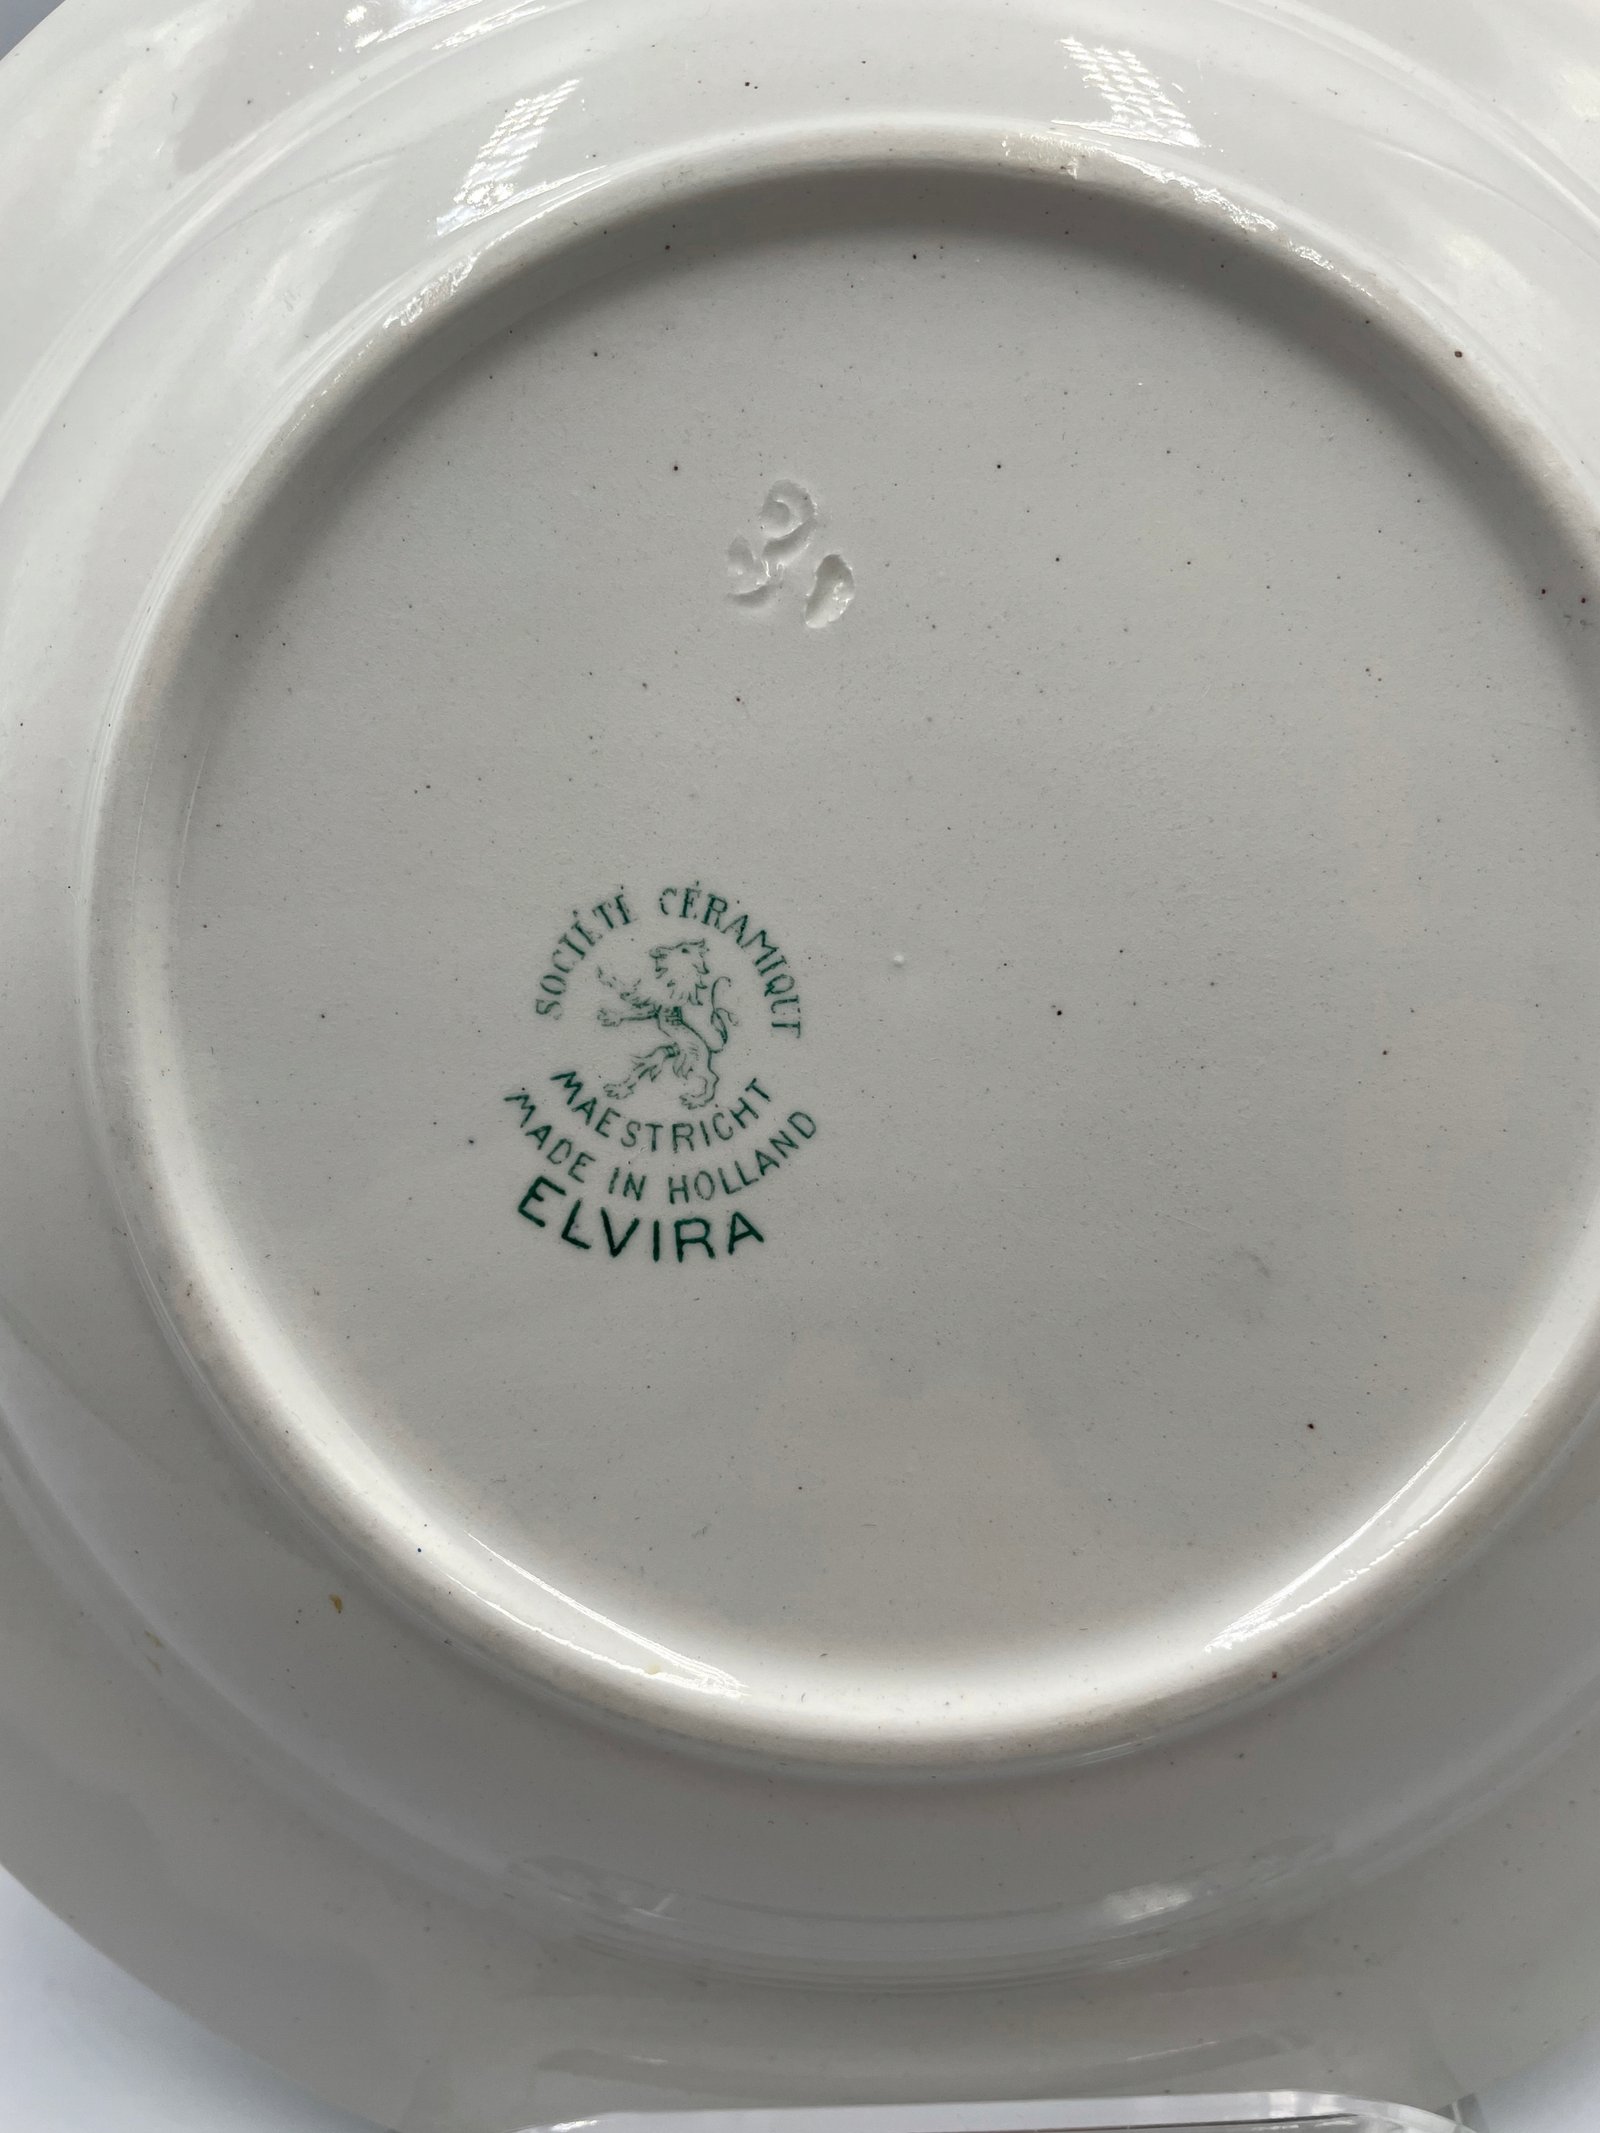 SOCIÉTÉ CÉRAMIQUE
MAESTRICHT
MADE IN HOLLAND
ELVIRA